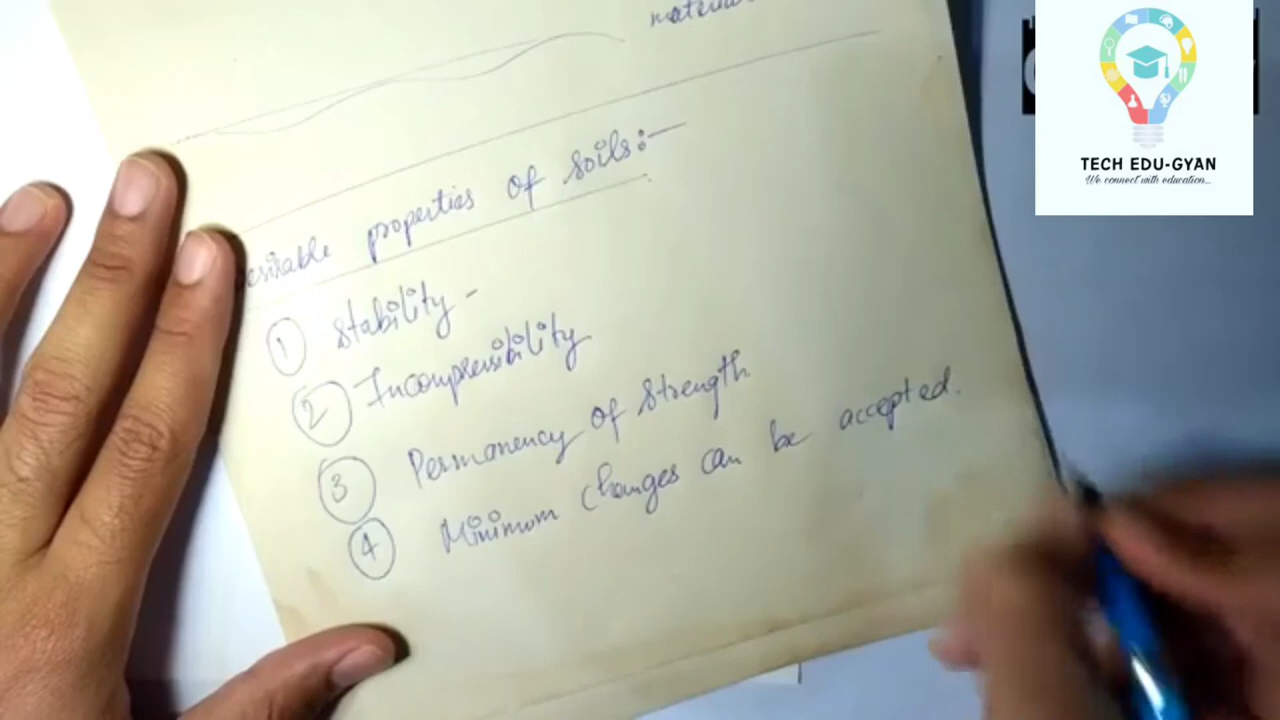 Desirable properties of soils:-
① Stability -
② Incompressibility
③ Permanency of Strength
④ Minimum changes can be accepted.
TECH EDU-GYAN
We connect with education...